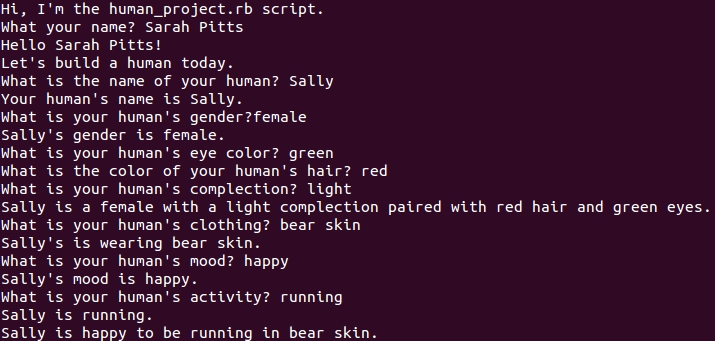 Hi, I'm the human_project.rb script.
What your name? Sarah Pitts
Hello Sarah Pitts!
Let's build a human today.
What is the name of your human? Sally
Your human's name is Sally.
What is your human's gender?female
Sally's gender is female.
What is your human's eye color? green
What is the color of your human's hair? red
What is your human's complection? light
Sally is a female with a light complection paired with red hair and green eyes.
What is your human's clothing? bear skin
Sally's is wearing bear skin.
What is your human's mood? happy
Sally's mood is happy.
What is your human's activity? running
Sally is running.
Sally is happy to be running in bear skin.